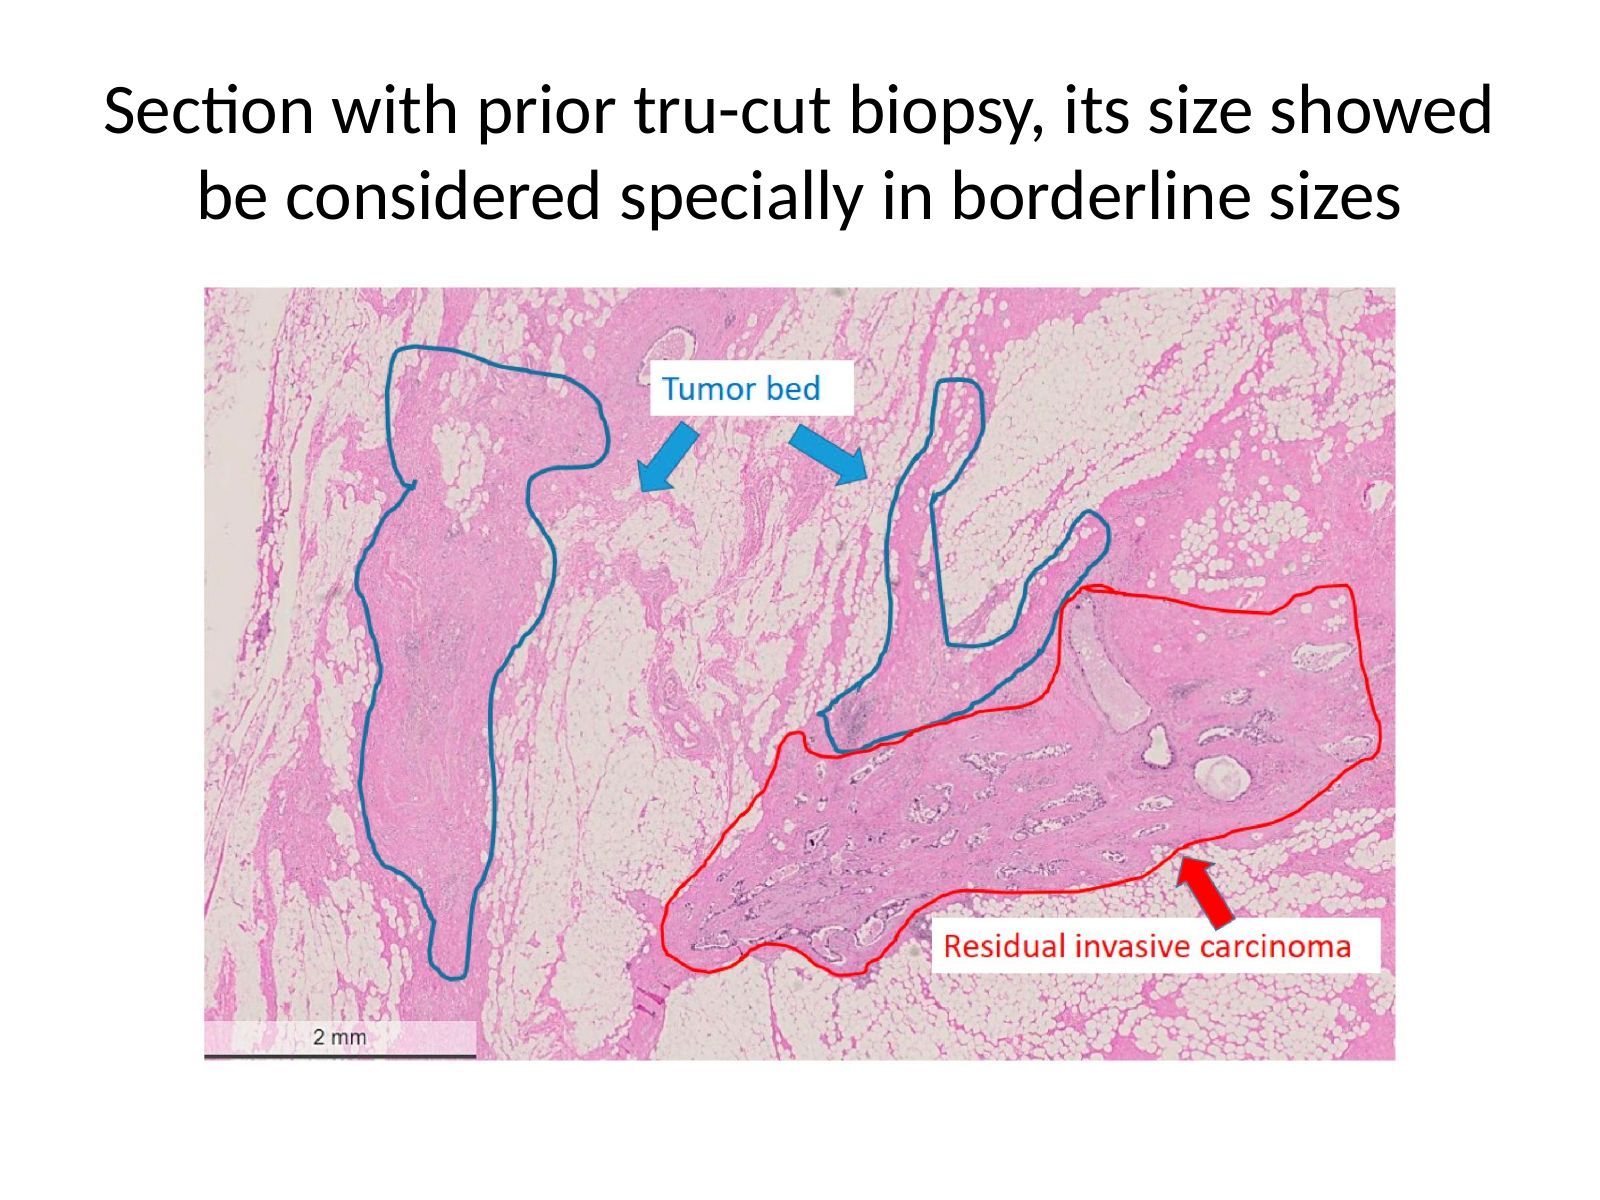 Section with prior tru-cut biopsy, its size showed
be considered specially in borderline sizes
Tumor bed
Residual invasive carcinoma
2 mm